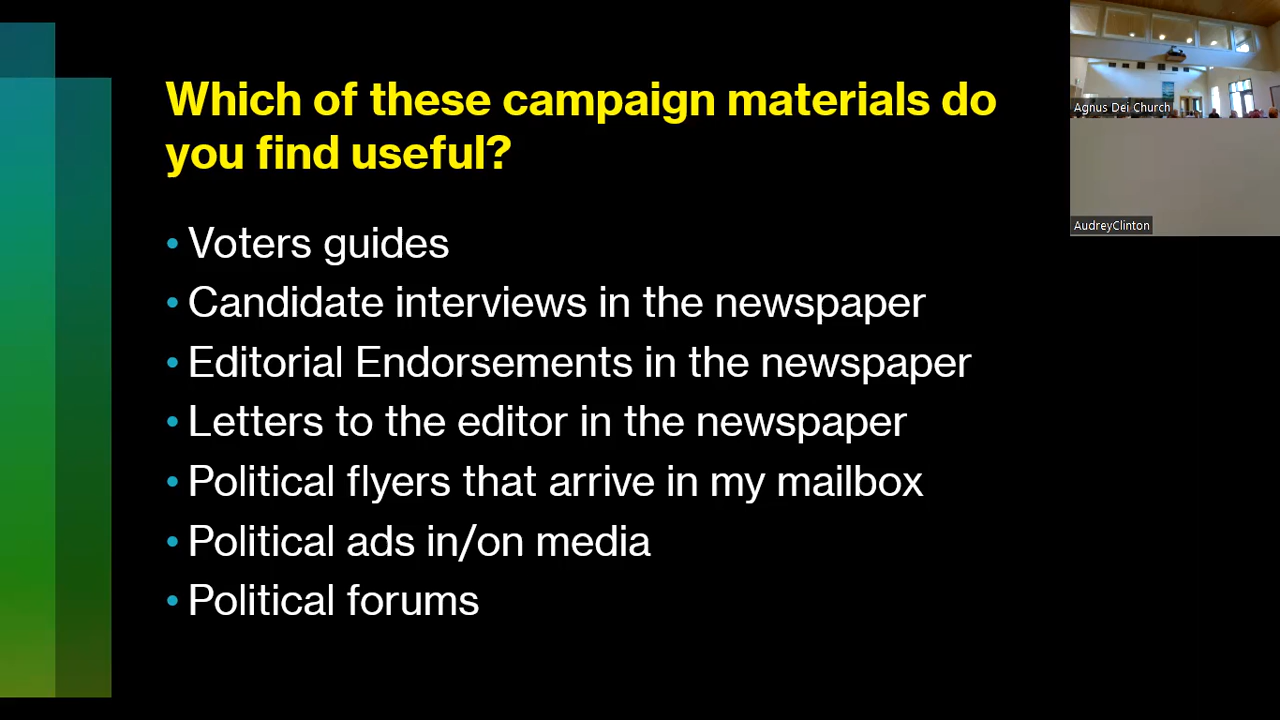 Which of these campaign materials do
you find useful?
• Voters guides
• Candidate interviews in the newspaper
• Editorial Endorsements in the newspaper
• Letters to the editor in the newspaper
• Political flyers that arrive in my mailbox
• Political ads in/on media
• Political forums
Agnus Dei Church
AudreyClinton